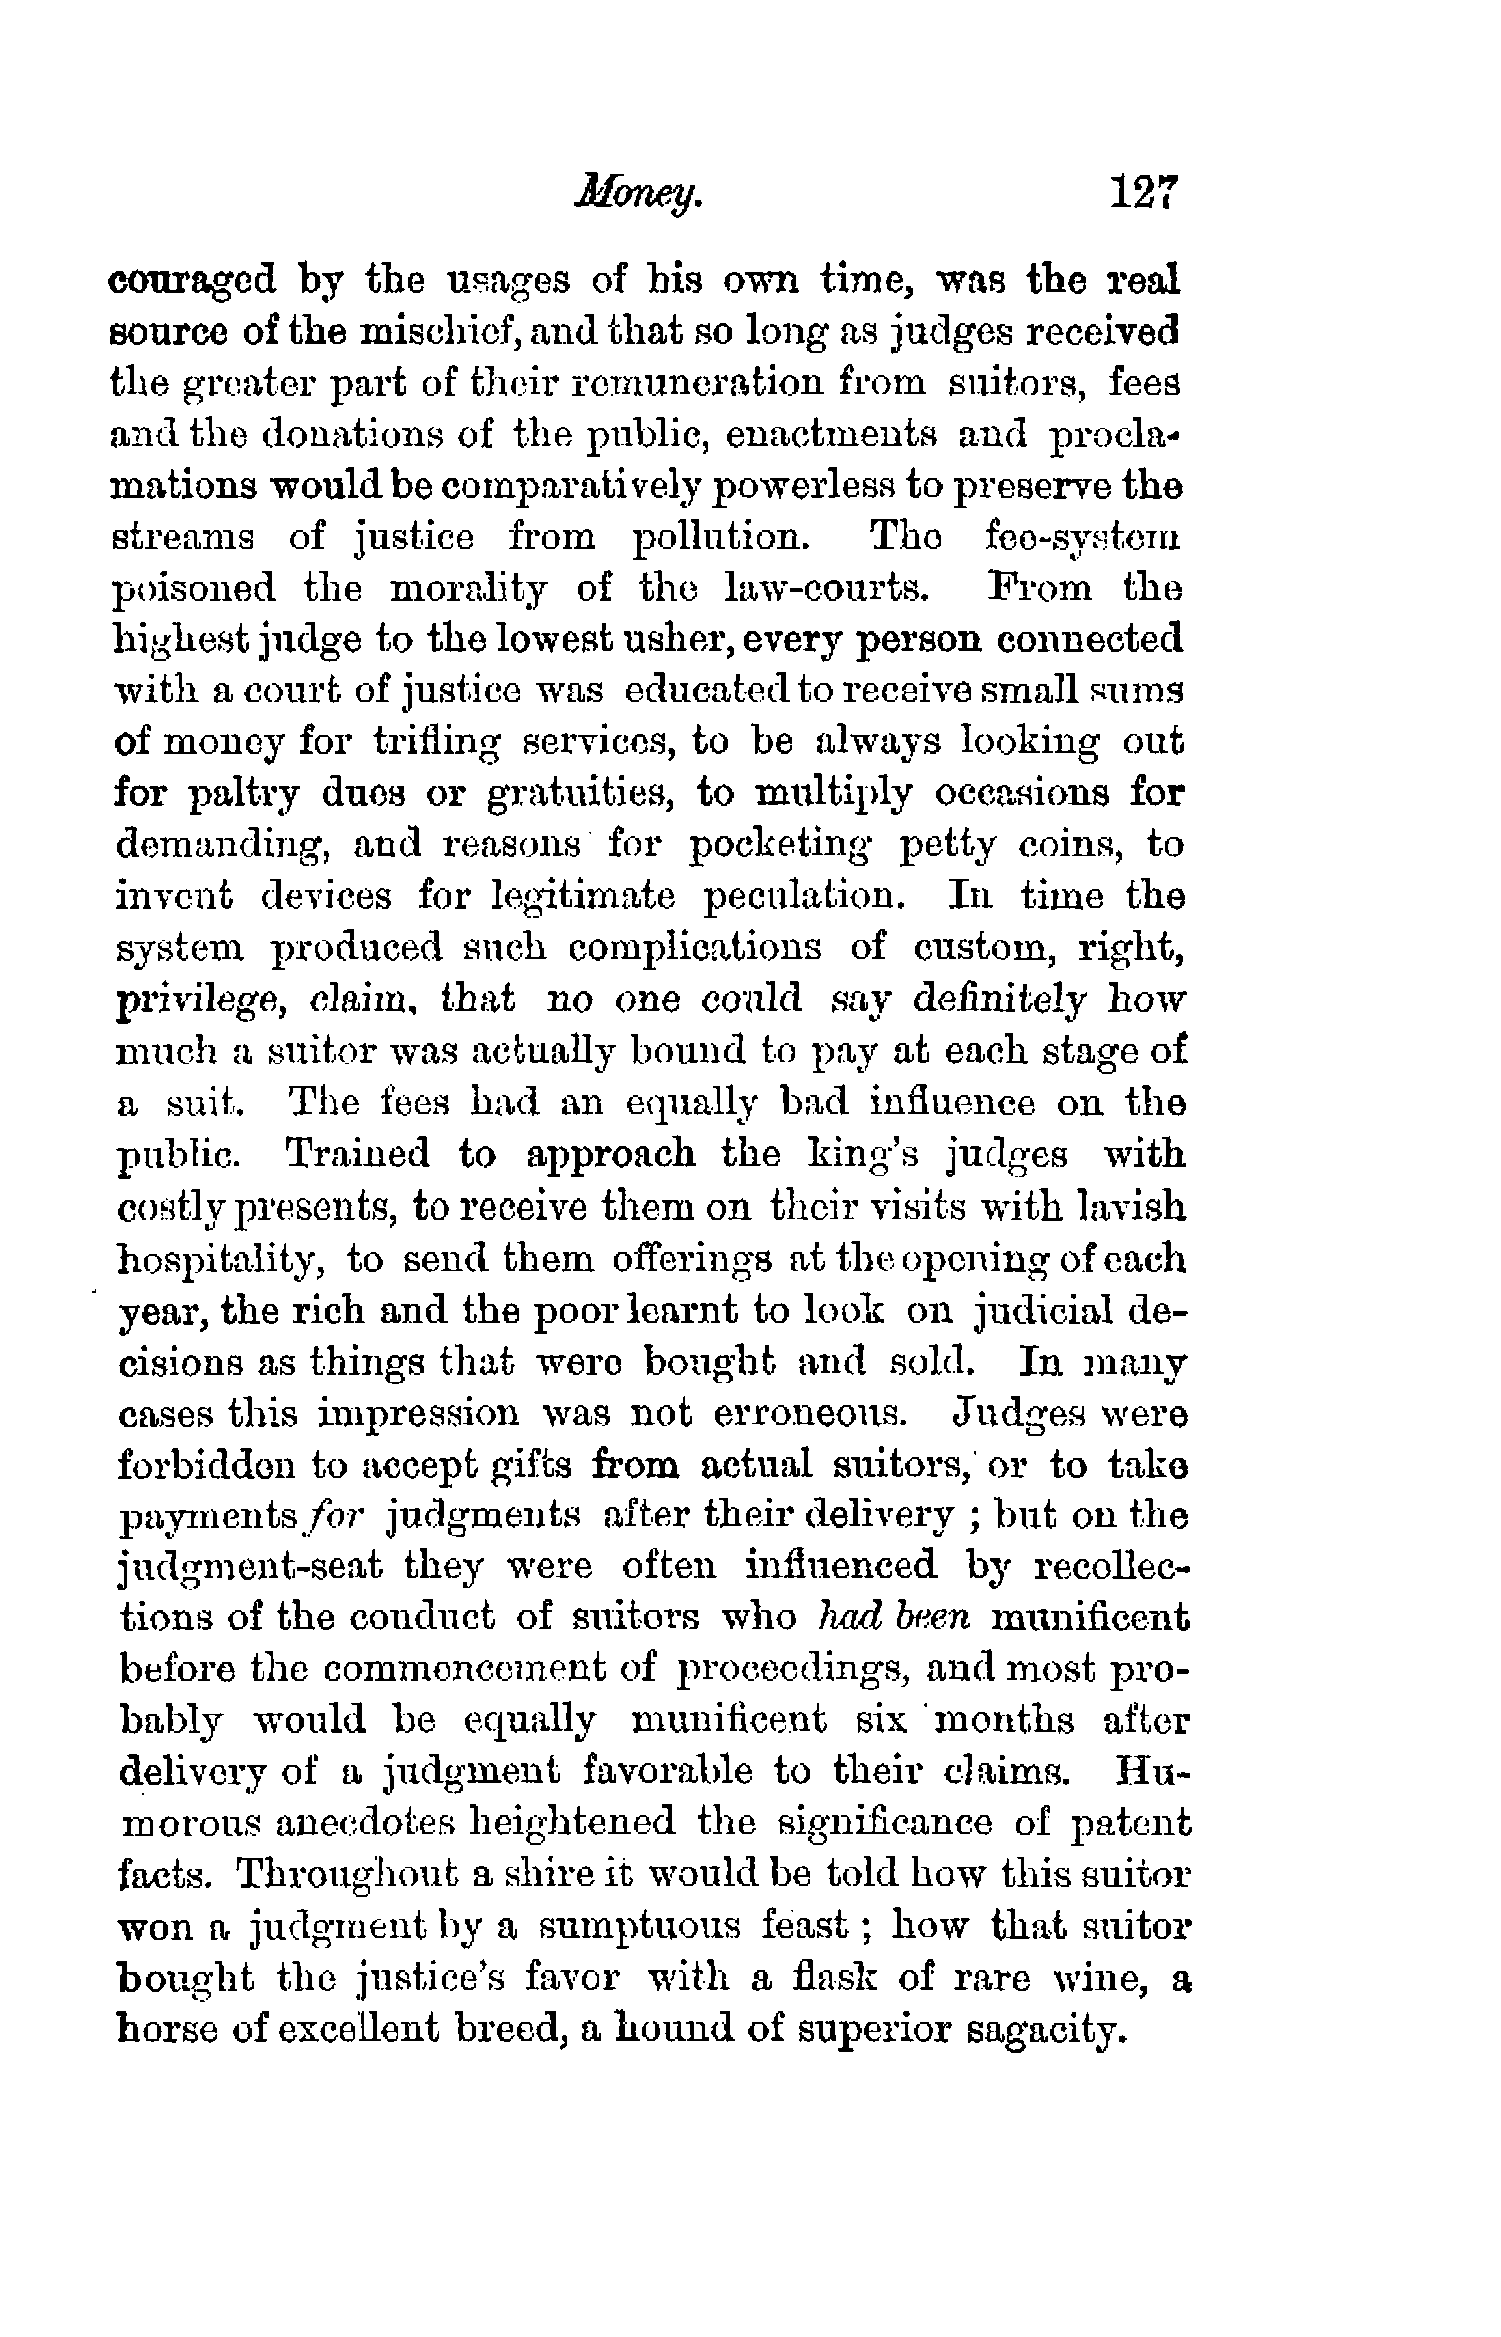 Money. 127
couraged by the usages of his own time, was the real
source of the mischief, and that so long as judges received
the greater part of their remuneration from suitors, fees
and the donations of the public, enactments and procla-
mations would be comparatively powerless to preserve the
streams of justice from pollution. The fee-system
poisoned the morality of the law-courts. From the
highest judge to the lowest usher, every person connected
with a court of justice was educated to receive small sums
of money for trifling services, to be always looking out
for paltry dues or gratuities, to multiply occasions for
demanding, and reasons for pocketing petty coins, to
invent devices for legitimate peculation. In time the
system produced such complications of custom, right,
privilege, claim, that no one could say definitely how
much a suitor was actually bound to pay at each stage of
a suit. The fees had an equally bad influence on the
public. Trained to approach the king's judges with
costly presents, to receive them on their visits with lavish
hospitality, to send them offerings at the opening of each
year, the rich and the poor learnt to look on judicial de-
cisions as things that were bought and sold. In many
cases this impression was not erroneous. Judges were
forbidden to accept gifts from actual suitors, or to take
payments for judgments after their delivery ; but on the
judgment-seat they were often influenced by recollec-
tions of the conduct of suitors who had been munificent
before the commencement of proceedings, and most pro-
bably would be equally munificent six months after
delivery of a judgment favorable to their claims. Hu-
morous anecdotes heightened the significance of patent
facts. Throughout a shire it would be told how this suitor
won a judgment by a sumptuous feast ; how that suitor
bought the justice's favor with a flask of rare wine, a
horse of excellent breed, a hound of superior sagacity.